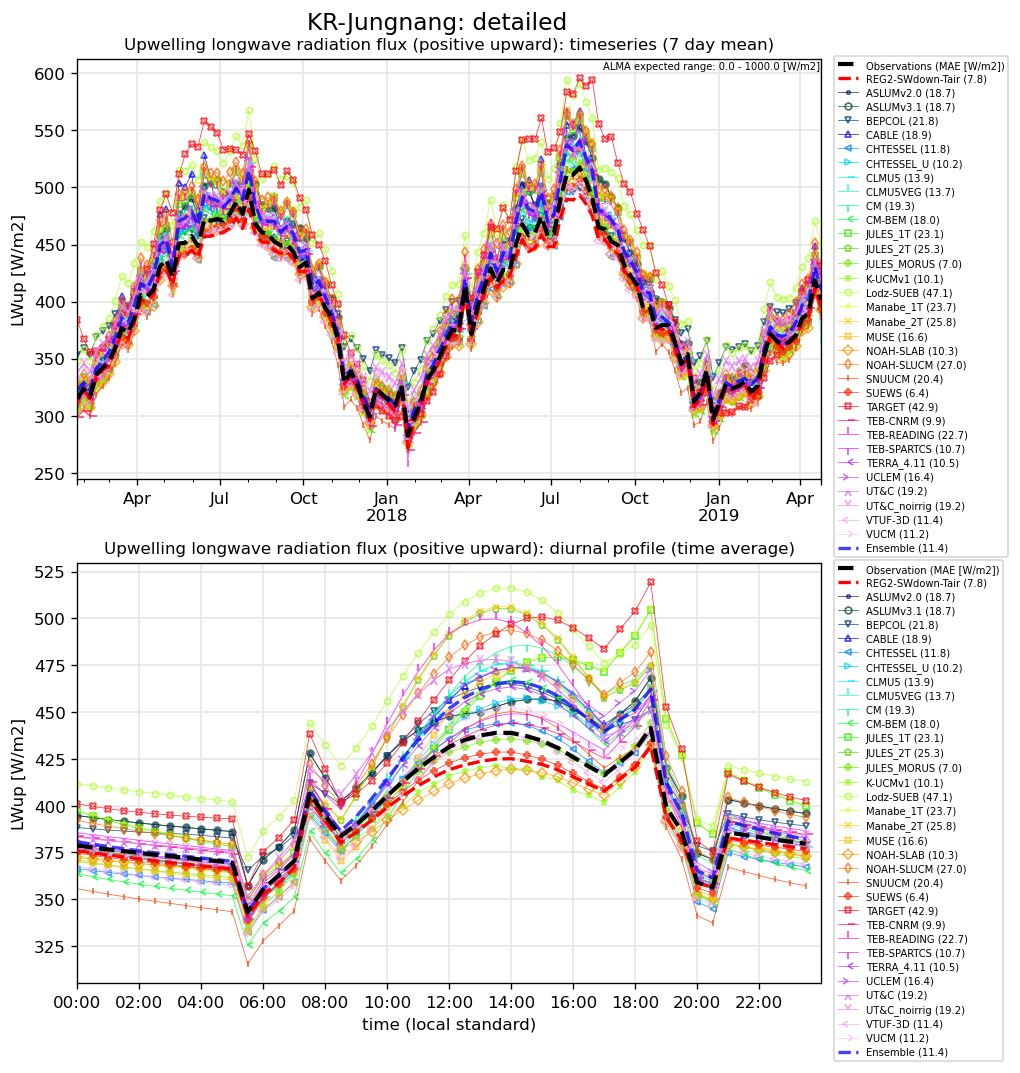 KR-Jungnang: detailed
Upwelling longwave radiation flux (positive upward): timeseries (7 day mean)
ALMA expected range: 0.0 - 1000.0 [W/m2]
LWup [W/m2]
600
550
500
450
400
350
300
250
Apr
Jul
Oct
Jan
2018
Apr
Jul
Oct
Jan
2019
Apr
Observations (MAE [W/m2])
REG2-SWdown-Tair (7.8)
ASLUMv2.0 (18.7)
ASLUMv3.1 (18.7)
BEPCOL (21.8)
CABLE (18.9)
CHTESSEL (11.8)
CHTESSEL_U (10.2)
CLMU5 (13.9)
CLMU5VEG (13.7)
CM (19.3)
CM-BEM (18.0)
JULES_1T (23.1)
JULES_2T (25.3)
JULES_MORUS (7.0)
K-UCMv1 (10.1)
Lodz-SUEB (47.1)
Manabe_1T (23.7)
Manabe_2T (25.8)
MUSE (16.6)
NOAH-SLAB (10.3)
NOAH-SLUCM (27.0)
SNUUCM (20.4)
SUEWS (6.4)
TARGET (42.9)
TEB-CNRM (9.9)
TEB-READING (22.7)
TEB-SPARTCS (10.7)
TERRA_4.11 (10.5)
UCLEM (16.4)
UT&C (19.2)
UT&C_noirrig (19.2)
VTUF-3D (11.4)
VUCM (11.2)
Ensemble (11.4)
Upwelling longwave radiation flux (positive upward): diurnal profile (time average)
LWup [W/m2]
525
500
475
450
425
400
375
350
325
00:00
02:00
04:00
06:00
08:00
10:00
12:00
14:00
16:00
18:00
20:00
22:00
time (local standard)
Observation (MAE [W/m2])
REG2-SWdown-Tair (7.8)
ASLUMv2.0 (18.7)
ASLUMv3.1 (18.7)
BEPCOL (21.8)
CABLE (18.9)
CHTESSEL (11.8)
CHTESSEL_U (10.2)
CLMU5 (13.9)
CLMU5VEG (13.7)
CM (19.3)
CM-BEM (18.0)
JULES_1T (23.1)
JULES_2T (25.3)
JULES_MORUS (7.0)
K-UCMv1 (10.1)
Lodz-SUEB (47.1)
Manabe_1T (23.7)
Manabe_2T (25.8)
MUSE (16.6)
NOAH-SLAB (10.3)
NOAH-SLUCM (27.0)
SNUUCM (20.4)
SUEWS (6.4)
TARGET (42.9)
TEB-CNRM (9.9)
TEB-READING (22.7)
TEB-SPARTCS (10.7)
TERRA_4.11 (10.5)
UCLEM (16.4)
UT&C (19.2)
UT&C_noirrig (19.2)
VTUF-3D (11.4)
VUCM (11.2)
Ensemble (11.4)